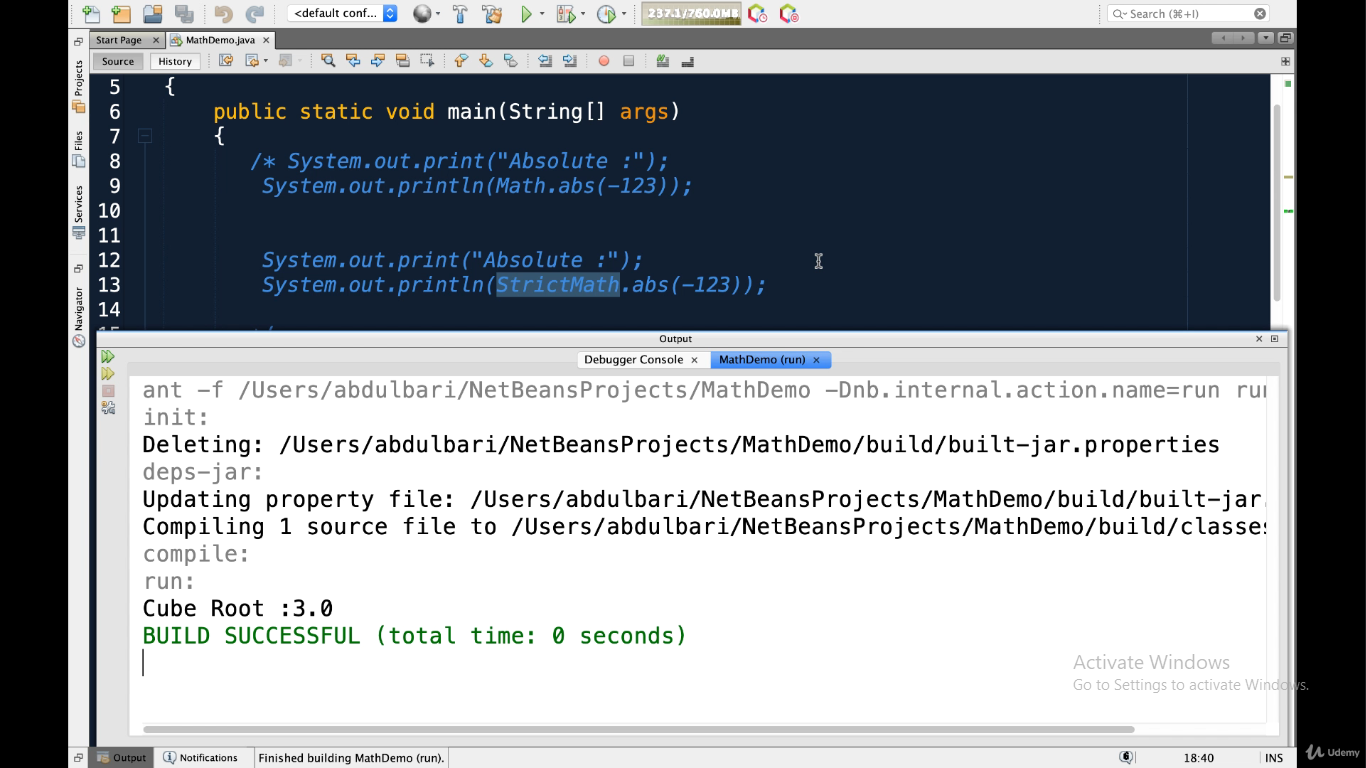 <default conf...
237.1/760.0MB
Search (⌘+I)
Start Page
MathDemo.java
Source
History
Projects
Files
Services
Navigator
5 {
6 public static void main(String[] args)
7 {
8 /* System.out.print("Absolute :");
9 System.out.println(Math.abs(-123));
10
11
12 System.out.print("Absolute :");
13 System.out.println(StrictMath.abs(-123));
14
Output
Debugger Console
MathDemo (run)
ant -f /Users/abdulbari/NetBeansProjects/MathDemo -Dnb.internal.action.name=run run
init:
Deleting: /Users/abdulbari/NetBeansProjects/MathDemo/build/built-jar.properties
deps-jar:
Updating property file: /Users/abdulbari/NetBeansProjects/MathDemo/build/built-jar.
Compiling 1 source file to /Users/abdulbari/NetBeansProjects/MathDemo/build/classes
compile:
run:
Cube Root :3.0
BUILD SUCCESSFUL (total time: 0 seconds)
Activate Windows
Go to Settings to activate Windows.
Output
Notifications
Finished building MathDemo (run).
18:40
INS
Udemy